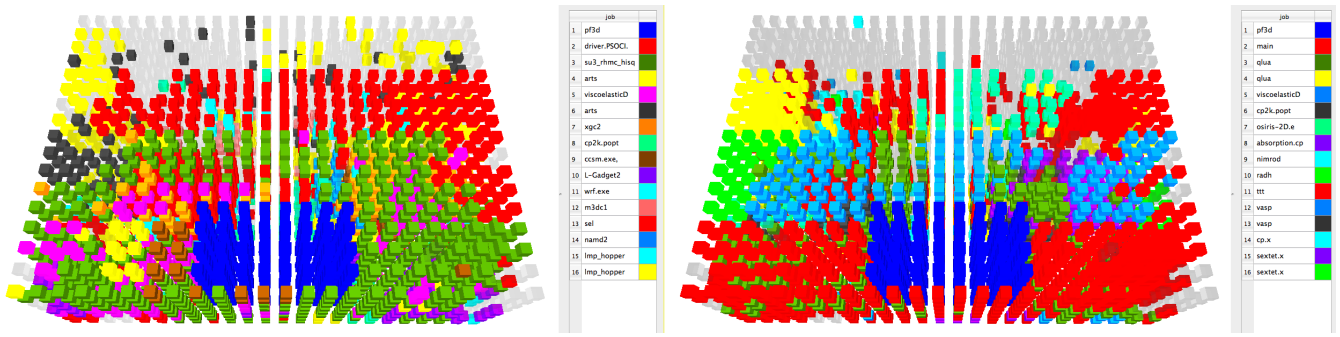 job
1 pf3d
2 driver.PSOCI.
3 su3_rhmc_hisq
4 arts
5 viscoelasticD
6 arts
7 xgc2
8 cp2k.popt
9 ccsm.exe,
10 L-Gadget2
11 wrf.exe
12 m3dc1
13 sel
14 namd2
15 lmp_hopper
16 lmp_hopper
job
1 pf3d
2 main
3 qlua
4 qlua
5 viscoelasticD
6 cp2k.popt
7 osiris-2D.e
8 absorption.cp
9 nimrod
10 radh
11 ttt
12 vasp
13 vasp
14 cp.x
15 sextet.x
16 sextet.x